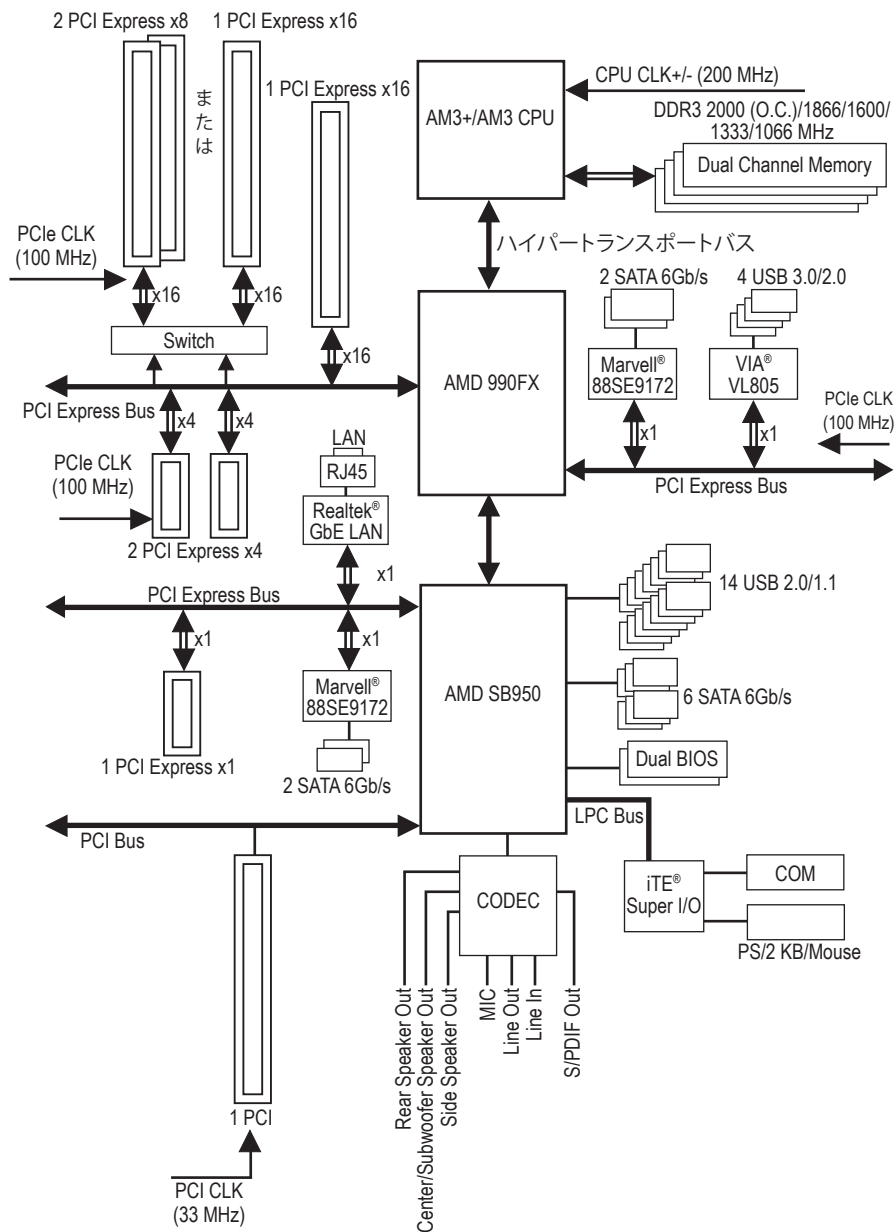 2 PCI Express x8
1 PCI Express x16
または
1 PCI Express x16
AM3+/AM3 CPU
CPU CLK+/- (200 MHz)
DDR3 2000 (O.C.)/1866/1600/
1333/1066 MHz
Dual Channel Memory
PCIe CLK
(100 MHz)
x16
x16
Switch
x16
ハイパートランスポートバス
2 SATA 6Gb/s
4 USB 3.0/2.0
Marvell®
88SE9172
VIA®
VL805
AMD 990FX
PCI Express Bus
x4
x4
x1
x1
PCIe CLK
(100 MHz)
PCI Express Bus
PCIe CLK
(100 MHz)
2 PCI Express x4
LAN
RJ45
Realtek®
GbE LAN
x1
PCI Express Bus
x1
x1
1 PCI Express x1
Marvell®
88SE9172
2 SATA 6Gb/s
AMD SB950
14 USB 2.0/1.1
6 SATA 6Gb/s
Dual BIOS
LPC Bus
PCI Bus
CODEC
iTE®
Super I/O
COM
PS/2 KB/Mouse
Rear Speaker Out
Center/Subwoofer Speaker Out
Side Speaker Out
MIC
Line Out
Line In
S/PDIF Out
1 PCI
PCI CLK
(33 MHz)